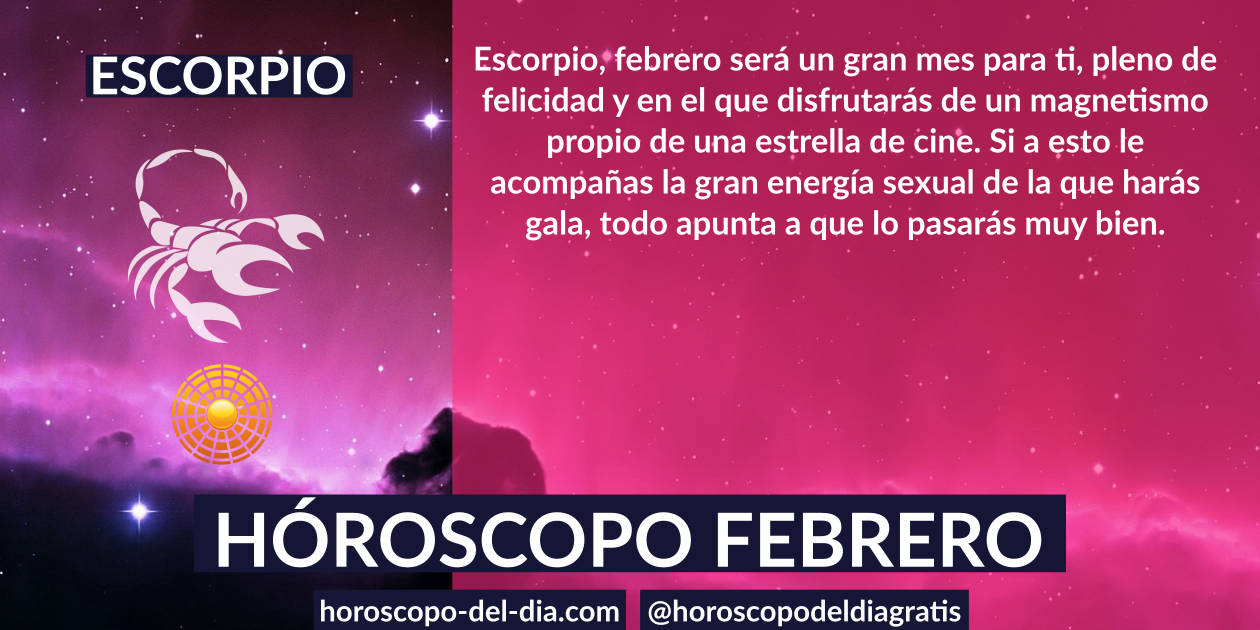 ESCORPIO
Escorpio, febrero será un gran mes para ti, pleno de
felicidad y en el que disfrutarás de un magnetismo
propio de una estrella de cine. Si a esto le
acompañas la gran energía sexual de la que harás
gala, todo apunta a que lo pasarás muy bien.
HÓROSCOPO FEBRERO
horoscopo-del-dia.com @horoscopodeldiagratis